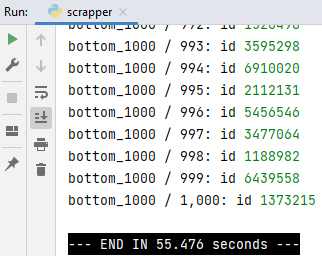 Run: scrapper
bottom_1000 / 992: id 1520498
bottom_1000 / 993: id 3595298
bottom_1000 / 994: id 6910020
bottom_1000 / 995: id 2112131
bottom_1000 / 996: id 5456546
bottom_1000 / 997: id 3477064
bottom_1000 / 998: id 1188982
bottom_1000 / 999: id 6439558
bottom_1000 / 1,000: id 1373215
--- END IN 55.476 seconds ---